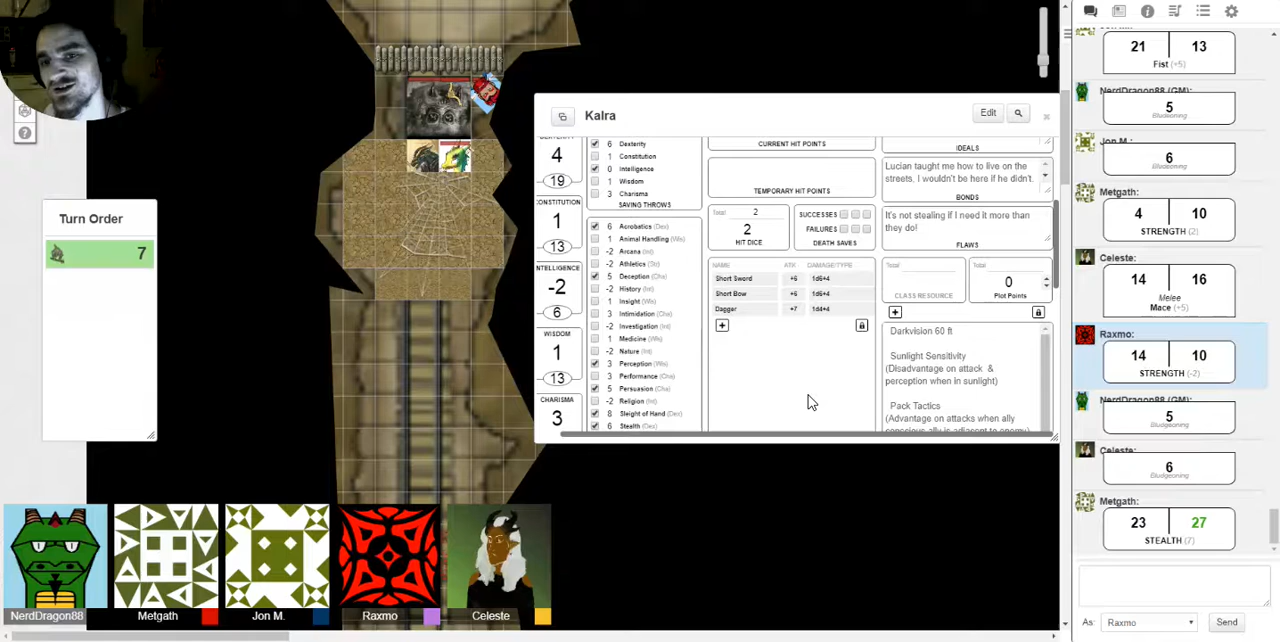 Turn Order
7
Kalra
Edit
DEXTERITY
4
19
CONSTITUTION
1
13
INTELLIGENCE
-2
6
WISDOM
1
13
CHARISMA
3
6 Dexterity
1 Constitution
0 Intelligence
1 Wisdom
3 Charisma
SAVING THROWS
6 Acrobatics (Dex)
1 Animal Handling (Wis)
-2 Arcana (Int)
-2 Athletics (Str)
5 Deception (Cha)
-2 History (Int)
1 Insight (Wis)
3 Intimidation (Cha)
-2 Investigation (Int)
1 Medicine (Wis)
-2 Nature (Int)
3 Perception (Wis)
3 Performance (Cha)
5 Persuasion (Cha)
-2 Religion (Int)
8 Sleight of Hand (Dex)
6 Stealth (Dex)
CURRENT HIT POINTS
TEMPORARY HIT POINTS
Total 2
2
HIT DICE
SUCCESSES
FAILURES
DEATH SAVES
NAME ATK DAMAGE/TYPE
Short Sword +6 1d6+4
Short Bow +6 1d6+4
Dagger +7 1d4+4
IDEALS
Lucian taught me how to live on the
streets. I wouldn't be here if he didn't.
BONDS
It's not stealing if I need it more than
they do!
FLAWS
Total
CLASS RESOURCE
Total
0
Plot Points
Darkvision 60 ft
Sunlight Sensitivity
(Disadvantage on attack &
perception when in sunlight)
Pack Tactics
(Advantage on attacks when ally
conscious ally is adjacent to enemy)
21 13
Fist (+5)
NerdDragon88 (GM):
5
Bludgeoning
Jon M.:
6
Bludgeoning
Metgath:
4 10
STRENGTH (2)
Celeste:
14 16
Melee
Mace (+5)
Raxmo:
14 10
STRENGTH (-2)
NerdDragon88 (GM):
5
Bludgeoning
Celeste:
6
Bludgeoning
Metgath:
23 27
STEALTH (7)
As: Raxmo
Send
NerdDragon88
Metgath
Jon M.
Raxmo
Celeste